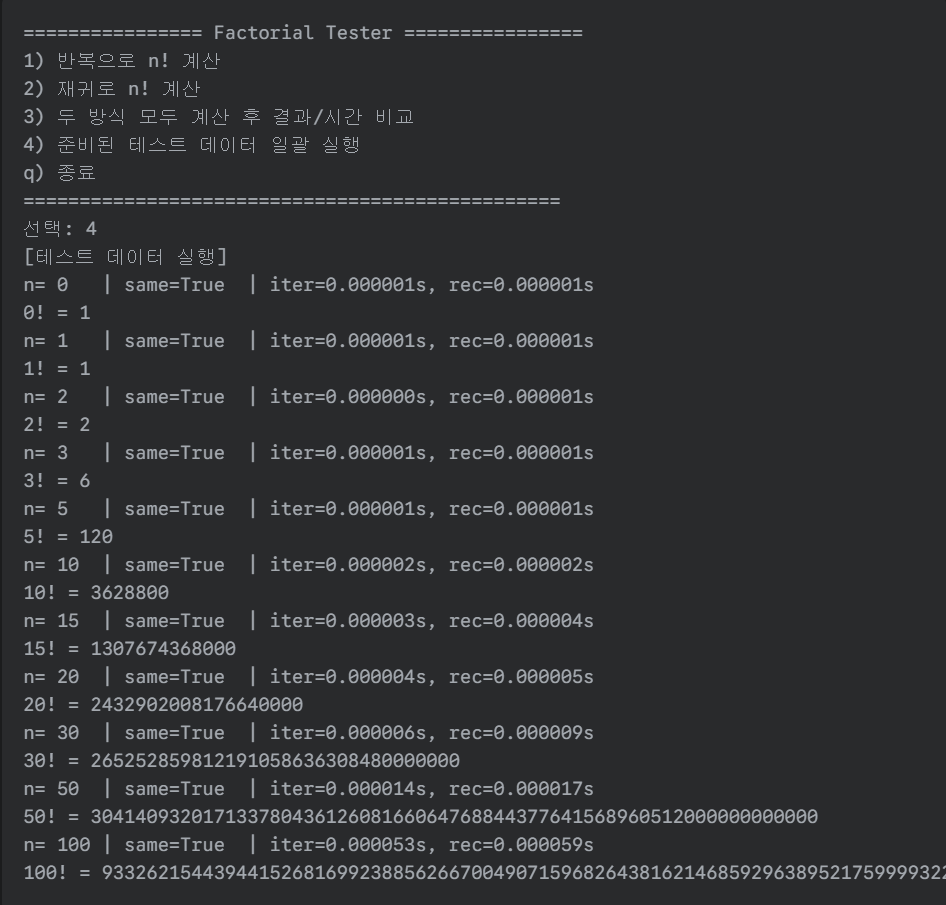 ================ Factorial Tester ================
1) 반복으로 n! 계산
2) 재귀로 n! 계산
3) 두 방식 모두 계산 후 결과/시간 비교
4) 준비된 테스트 데이터 일괄 실행
q) 종료
================================================
선택: 4
[테스트 데이터 실행]
n= 0   | same=True  | iter=0.000001s, rec=0.000001s
0! = 1
n= 1   | same=True  | iter=0.000001s, rec=0.000001s
1! = 1
n= 2   | same=True  | iter=0.000000s, rec=0.000001s
2! = 2
n= 3   | same=True  | iter=0.000001s, rec=0.000001s
3! = 6
n= 5   | same=True  | iter=0.000001s, rec=0.000001s
5! = 120
n= 10  | same=True  | iter=0.000002s, rec=0.000002s
10! = 3628800
n= 15  | same=True  | iter=0.000003s, rec=0.000004s
15! = 1307674368000
n= 20  | same=True  | iter=0.000004s, rec=0.000005s
20! = 2432902008176640000
n= 30  | same=True  | iter=0.000006s, rec=0.000009s
30! = 265252859812191058636308480000000
n= 50  | same=True  | iter=0.000014s, rec=0.000017s
50! = 30414093201713378043612608166064768844377641568960512000000000000
n= 100 | same=True  | iter=0.000053s, rec=0.000059s
100! = 9332621544394415268169923885626670049071596826438162146859296389521759999322